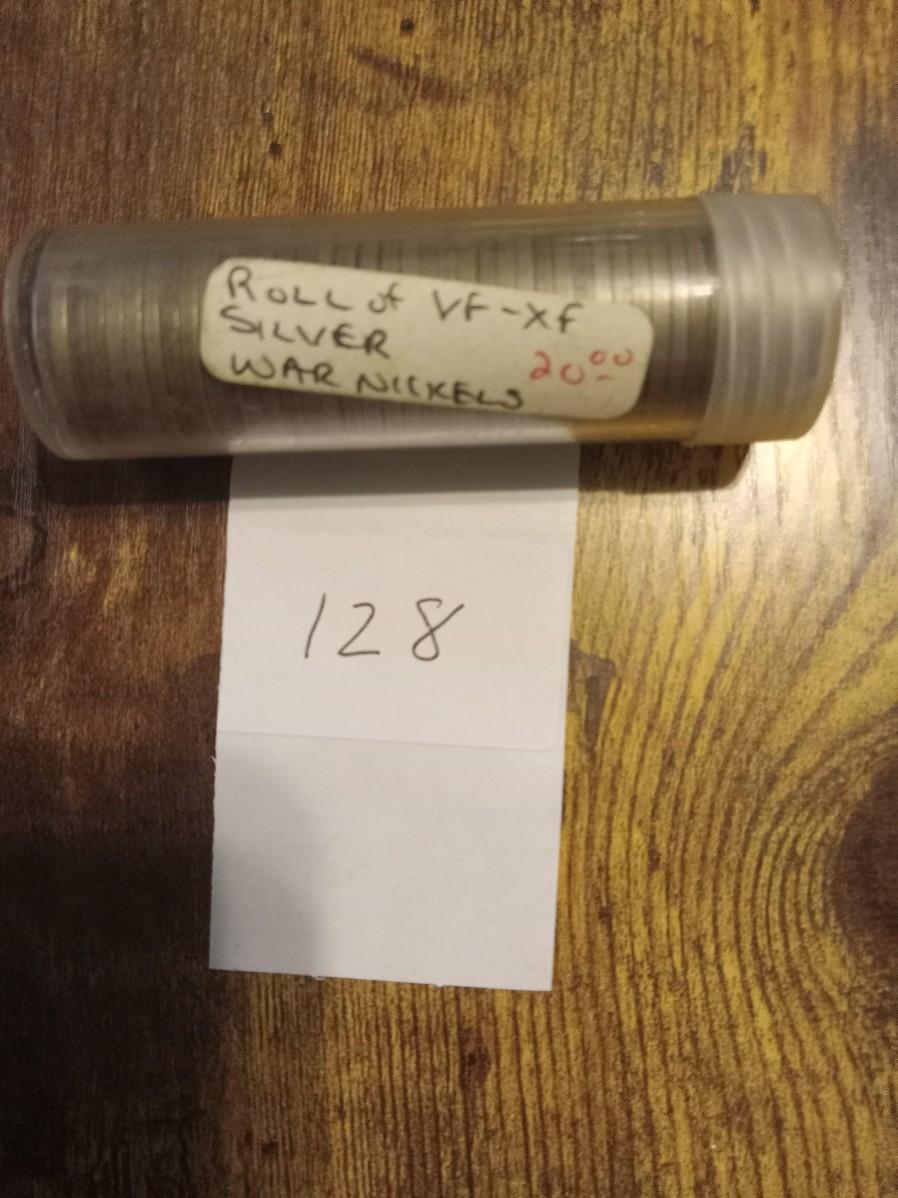 ROLL of VF-XF
SILVER
WAR NICKELS 20.00
128